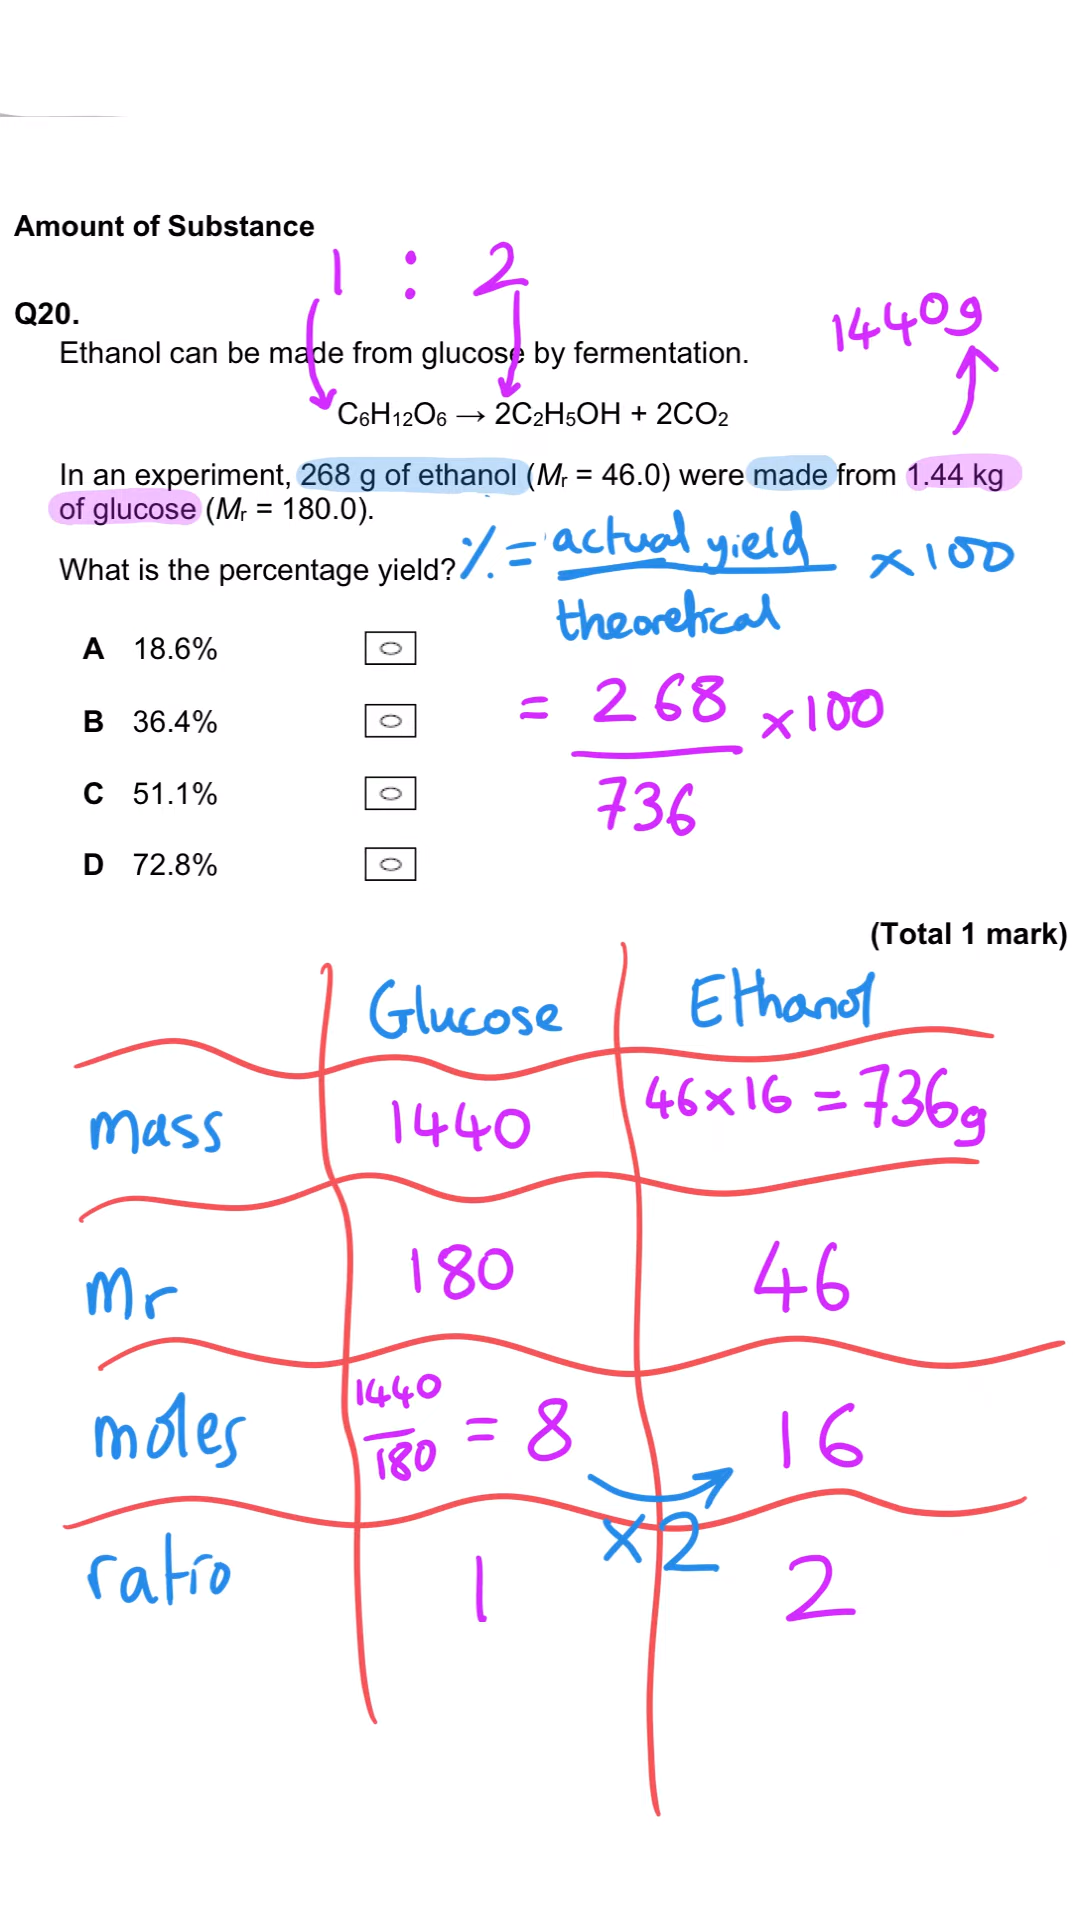 Amount of Substance
1 : 2
Q20.
1440g
Ethanol can be made from glucose by fermentation.
C₆H₁₂O₆ → 2C₂H₅OH + 2CO₂
In an experiment, 268 g of ethanol (Mr = 46.0) were made from 1.44 kg
of glucose (Mr = 180.0).
What is the percentage yield?
% = actual yield / theoretical × 100
A 18.6%
B 36.4%
C 51.1%
D 72.8%
= 268 / 736 × 100
(Total 1 mark)
Glucose Ethanol
mass 1440 46×16 = 736g
Mr 180 46
moles 1440/180 = 8 16
×2
ratio 1 2